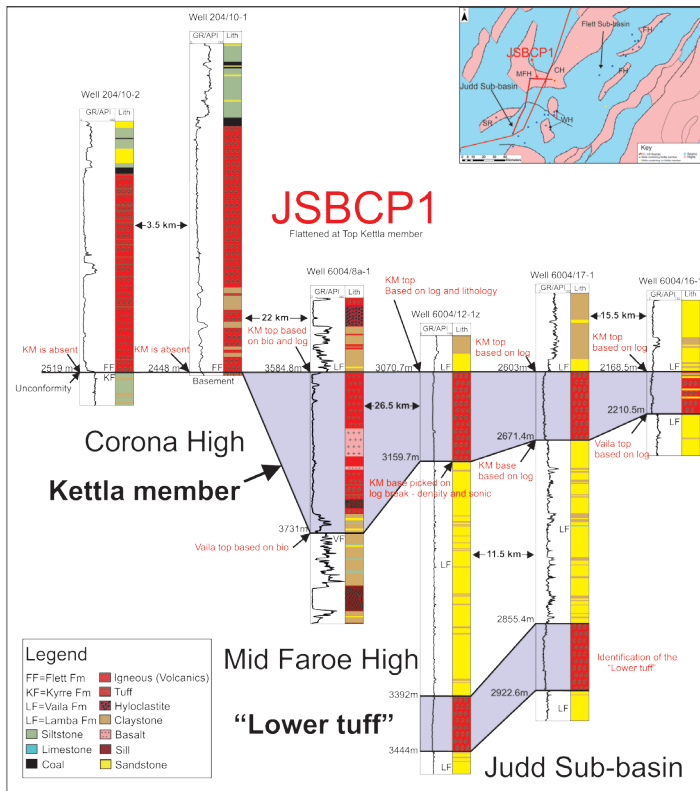 Well 204/10-1
GR/API
Lith
Well 204/10-2
GR/API
Lith
3.5 km
JSBCP1
Flattened at Top Kettla member
JSBCP1
Flett Sub-basin
FH
MFH
CH
FH
Judd Sub-basin
SR
WH
Key
Kilometers
KM top
Based on log and lithology
Well 6004/8a-1
GR/API
Lith
22 km
KM top based
on bio and log
Well 6004/12-1z
GR/API
Lith
Well 6004/17-1
GR/API
Lith
Well 6004/16-1
GR/API
Lith
15.5 km
KM top
based on log
KM top
based on log
KM is absent
2519 m
FF
KF
Unconformity
KM is absent
2448 m
FF
Basement
3584.8m
LF
3070.7m
LF
2603m
LF
2168.5m
LF
26.5 km
2210.5m
LF
Vaila top
based on log
2671.4m
KM base
based on log
3159.7m
KM base picked on
log break - density and sonic
Corona High
Kettla member
3731m
VF
Vaila top based on bio
LF
LF
11.5 km
2855.4m
Identification of the
“Lower tuff”
2922.6m
LF
Mid Faroe High
“Lower tuff”
3392m
3444m
LF
Judd Sub-basin
Legend
FF=Flett Fm
KF=Kyrre Fm
LF=Vaila Fm
LF=Lamba Fm
Siltstone
Limestone
Coal
Igneous (Volcanics)
Tuff
Hyloclastite
Claystone
Basalt
Sill
Sandstone